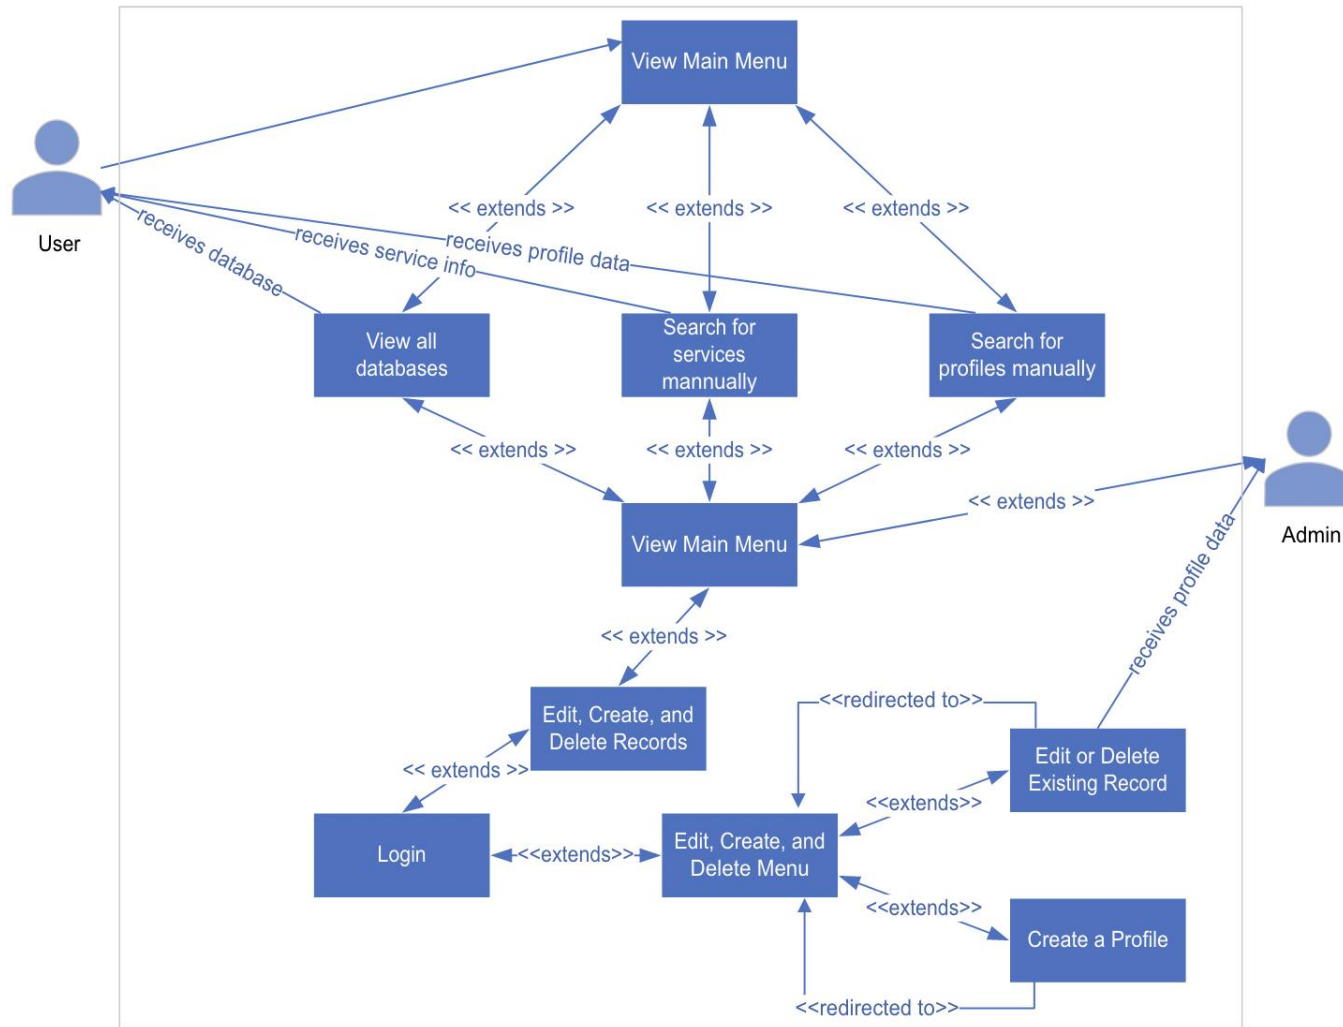 View Main Menu
<< extends >>
<< extends >>
<< extends >>
User
receives database
receives service info
receives profile data
View all
databases
Search for
services
mannually
Search for
profiles manually
<< extends >>
<< extends >>
<< extends >>
<< extends >>
Admin
View Main Menu
receives profile data
<< extends >>
Edit, Create, and
Delete Records
<<redirected to>>
Edit or Delete
Existing Record
<< extends >>
<<extends>>
Login
<<extends>>
Edit, Create, and
Delete Menu
<<extends>>
Create a Profile
<<redirected to>>